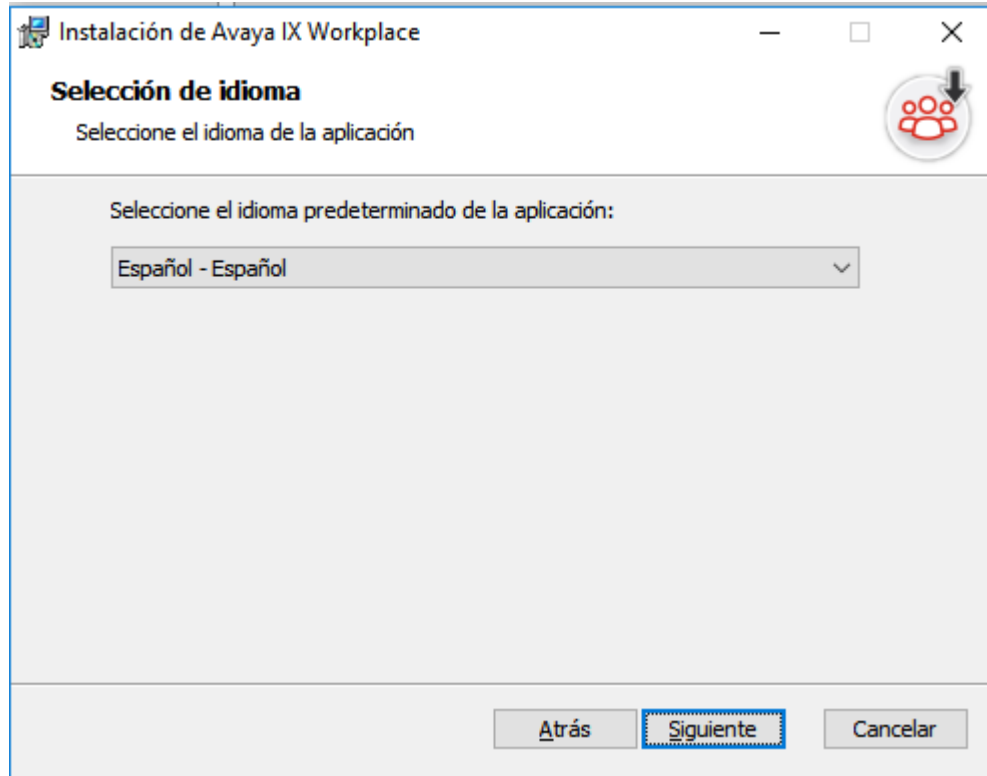 Instalación de Avaya IX Workplace
Selección de idioma
Seleccione el idioma de la aplicación
Seleccione el idioma predeterminado de la aplicación:
Español - Español
Atrás Siguiente Cancelar